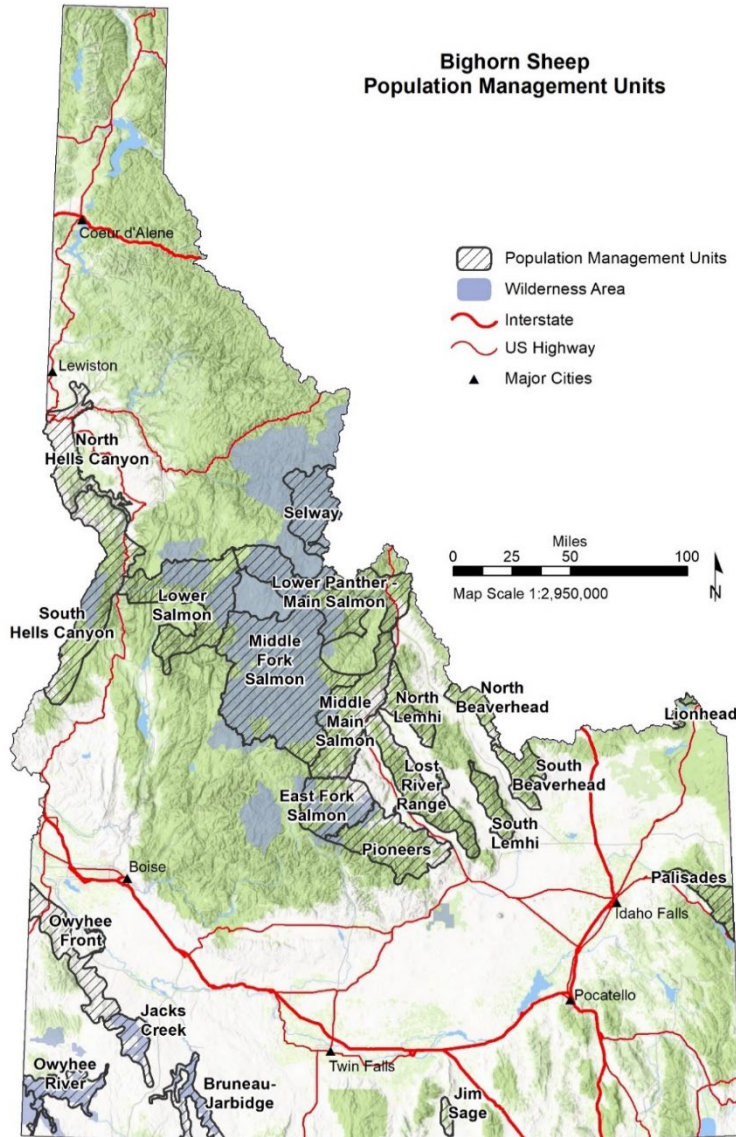 Bighorn Sheep
Population Management Units
Coeur d'Alene
Population Management Units
Wilderness Area
Interstate
US Highway
Major Cities
Lewiston
North
Hells Canyon
Selway
Miles
0 12.5 25 50 100
Map Scale 1:2,950,000
N
Lower Panther -
Main Salmon
Lower
Salmon
South
Hells Canyon
Middle
Fork
Salmon
North
Lemhi
North
Beaverhead
Lionhead
Middle
Main
Salmon
Lost
River
Range
South
Beaverhead
East Fork
Salmon
South
Lemhi
Pioneers
Boise
Palisades
Idaho Falls
Owyhee
Front
Pocatello
Jacks
Creek
Twin Falls
Owyhee
River
Bruneau-
Jarbidge
Jim
Sage